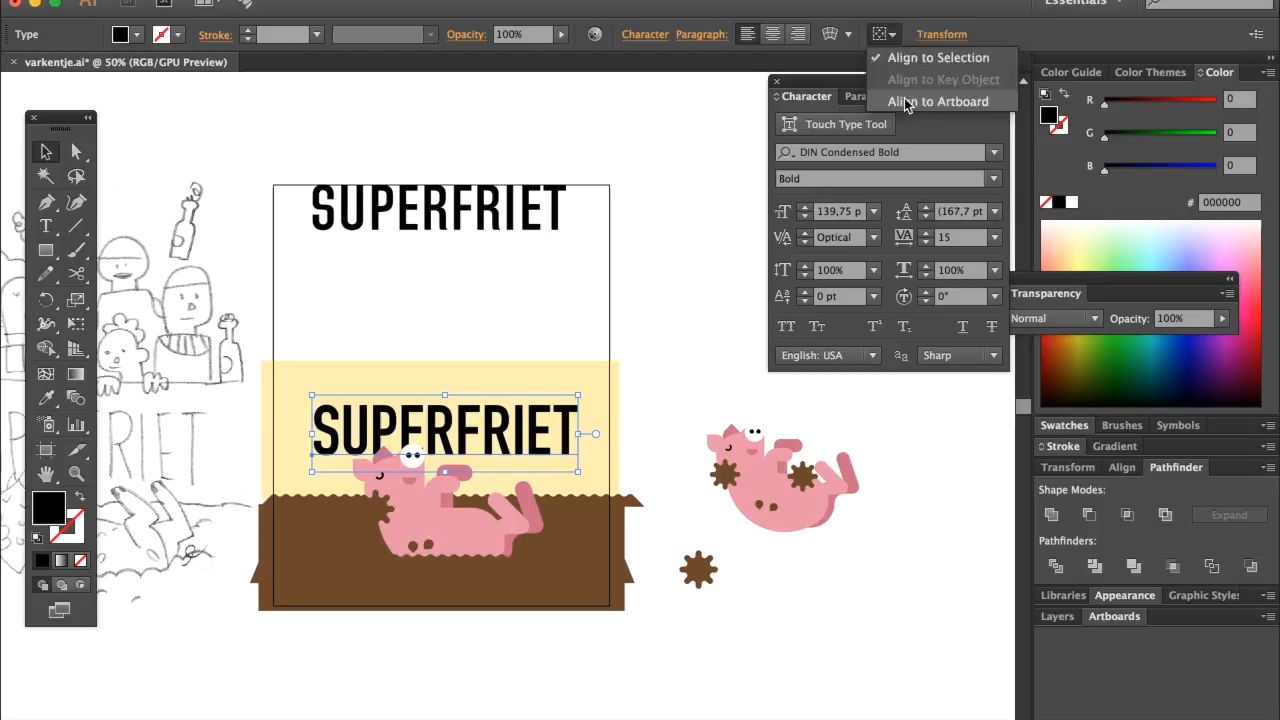 Essentials
Type
Stroke:
Opacity: 100%
Character
Paragraph:
Transform
× varkentje.ai* @ 50% (RGB/GPU Preview)
✓ Align to Selection
Align to Key Object
Align to Artboard
Character
Touch Type Tool
DIN Condensed Bold
Bold
139,75 p
(167,7 pt
Optical
15
100%
100%
0 pt
0°
English: USA
Sharp
Color Guide
Color Themes
Color
R 0
G 0
B 0
# 000000
Transparency
Normal
Opacity: 100%
Swatches
Brushes
Symbols
Stroke
Gradient
Transform
Align
Pathfinder
Shape Modes:
Expand
Pathfinders:
Libraries
Appearance
Graphic Styles
Layers
Artboards
SUPERFRIET
SUPERFRIET